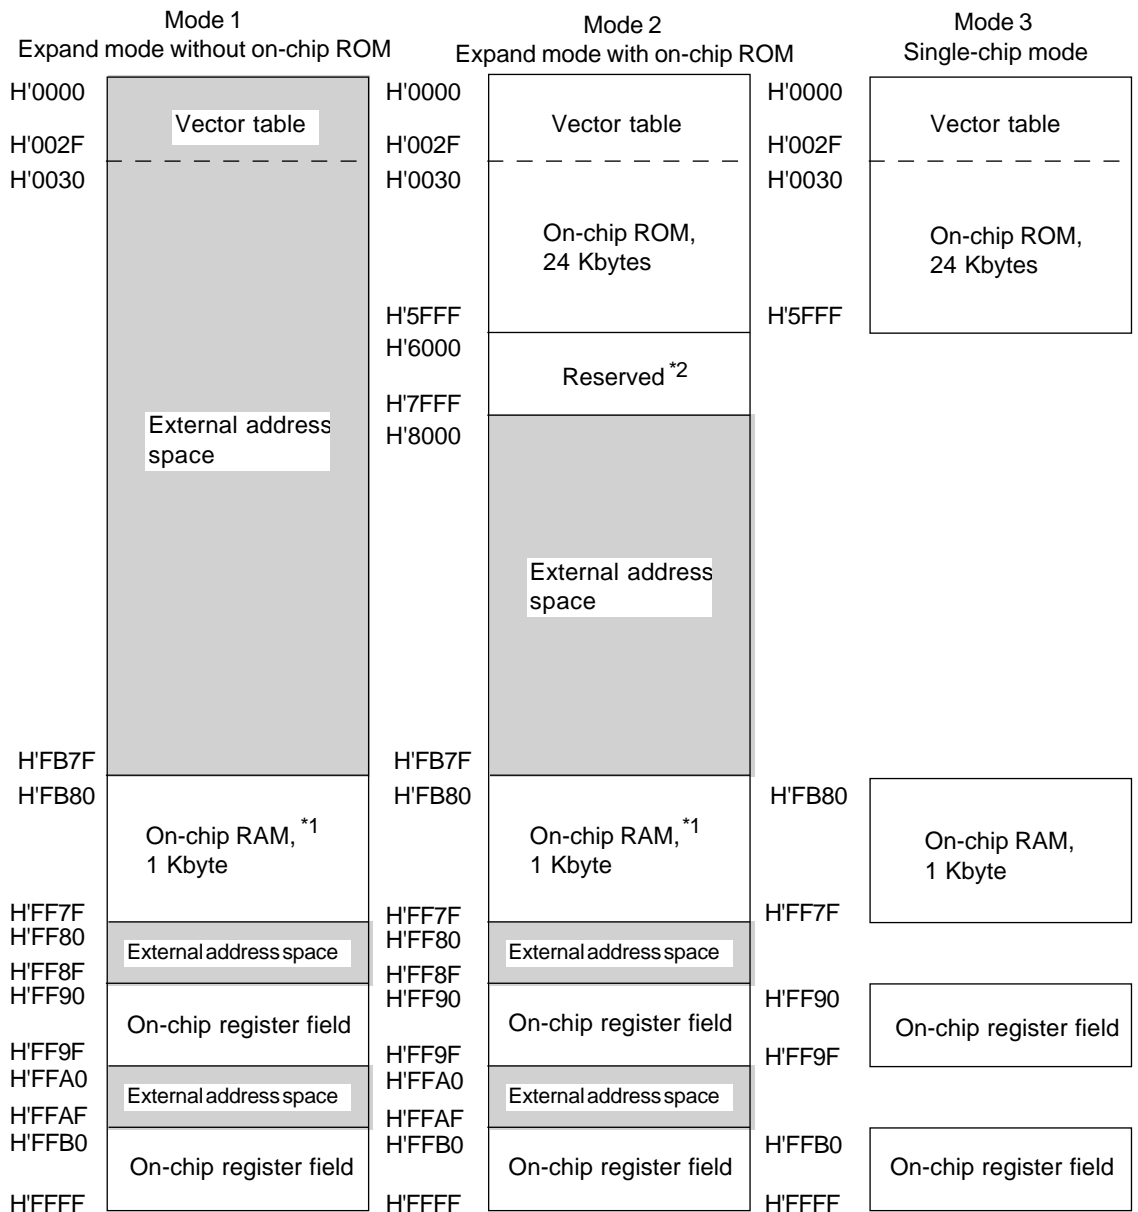 Mode 1
Expand mode without on-chip ROM
H'0000
Vector table
H'002F
H'0030
External address
space
H'FB7F
H'FB80
On-chip RAM, *1
1 Kbyte
H'FF7F
H'FF80
External address space
H'FF8F
H'FF90
On-chip register field
H'FF9F
H'FFA0
External address space
H'FFAF
H'FFB0
On-chip register field
H'FFFF
Mode 2
Expand mode with on-chip ROM
H'0000
Vector table
H'002F
H'0030
On-chip ROM,
24 Kbytes
H'5FFF
H'6000
Reserved *2
H'7FFF
H'8000
External address
space
H'FB7F
H'FB80
On-chip RAM, *1
1 Kbyte
H'FF7F
H'FF80
External address space
H'FF8F
H'FF90
On-chip register field
H'FF9F
H'FFA0
External address space
H'FFAF
H'FFB0
On-chip register field
H'FFFF
Mode 3
Single-chip mode
H'0000
Vector table
H'002F
H'0030
On-chip ROM,
24 Kbytes
H'5FFF
H'FB80
On-chip RAM,
1 Kbyte
H'FF7F
H'FF90
On-chip register field
H'FF9F
H'FFB0
On-chip register field
H'FFFF